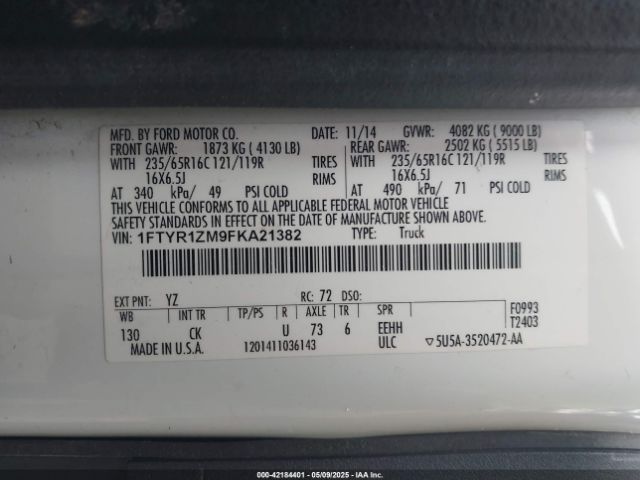 MFD. BY FORD MOTOR CO. DATE: 11/14 GVWR: 4082 KG ( 9000 LB)
FRONT GAWR: 1873 KG ( 4130 LB) REAR GAWR: 2502 KG ( 5515 LB)
WITH 235/65R16C 121/119R TIRES WITH 235/65R16C 121/119R TIRES
16X6.5J RIMS 16X6.5J RIMS
AT 340 kPa/ 49 PSI COLD AT 490 kPa/ 71 PSI COLD
THIS VEHICLE CONFORMS TO ALL APPLICABLE FEDERAL MOTOR VEHICLE
SAFETY STANDARDS IN EFFECT ON THE DATE OF MANUFACTURE SHOWN ABOVE.
VIN: 1FTYR1ZM9FKA21382 TYPE: Truck
EXT PNT: YZ RC: 72 DSO: F0993
WB INT TR TP/PS R AXLE TR SPR T2403
130 CK U 73 6 EEHH
MADE IN U.S.A. 1201411036143 ULC ▽5U5A-3520472-AA
000-42184401 - 05/09/2025 - IAA Inc.